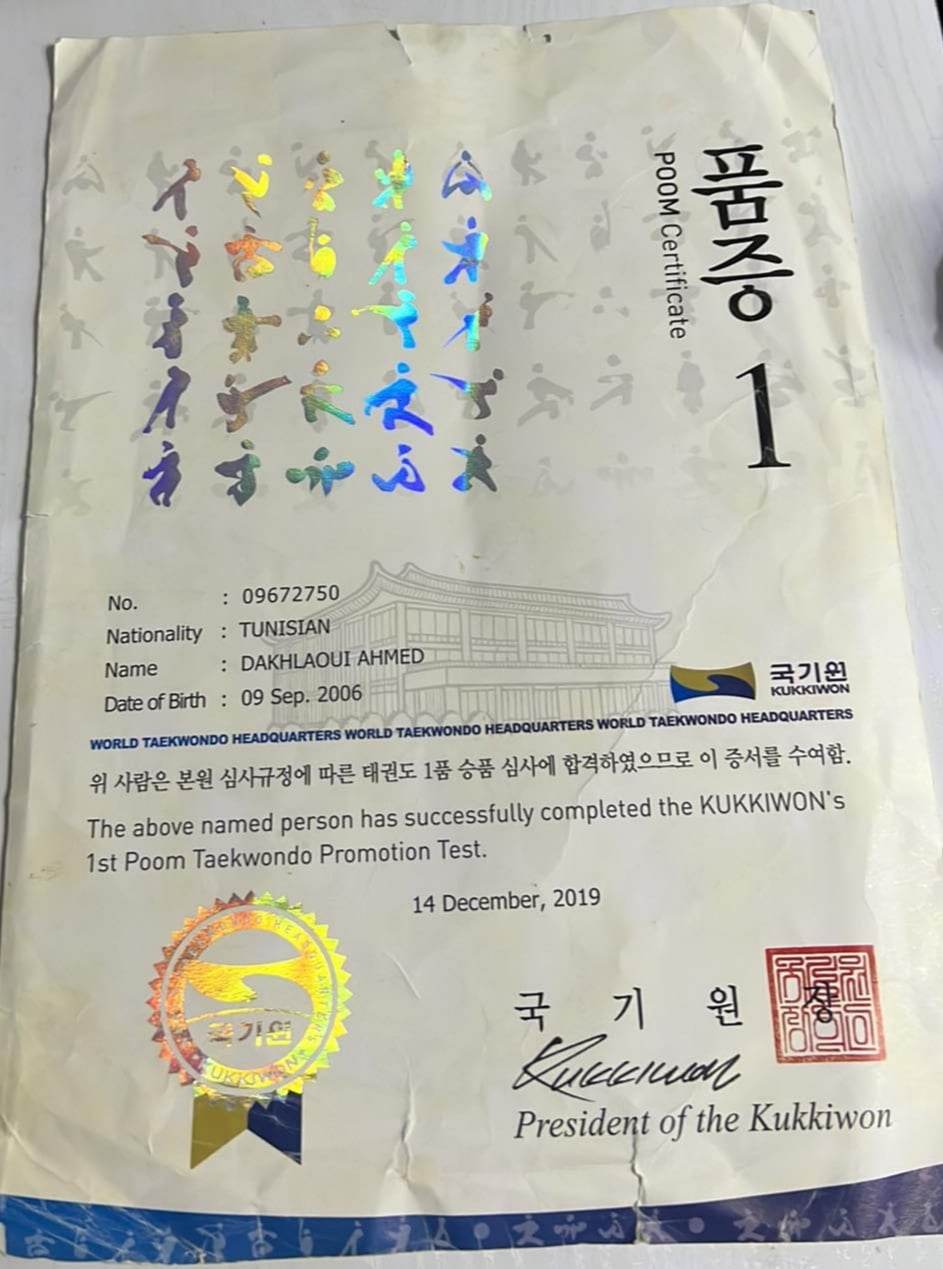 품증 1
POOM Certificate
No. : 09672750
Nationality : TUNISIAN
Name : DAKHLAOUI AHMED
Date of Birth : 09 Sep. 2006
국기원
KUKKIWON
WORLD TAEKWONDO HEADQUARTERS WORLD TAEKWONDO HEADQUARTERS WORLD TAEKWONDO HEADQUARTERS
위 사람은 본원 심사규정에 따른 태권도 1품 승품 심사에 합격하였으므로 이 증서를 수여함.
The above named person has successfully completed the KUKKIWON's
1st Poom Taekwondo Promotion Test.
14 December, 2019
국기원
KUKKIWON
국 기 원 장
Kukkiwon
President of the Kukkiwon